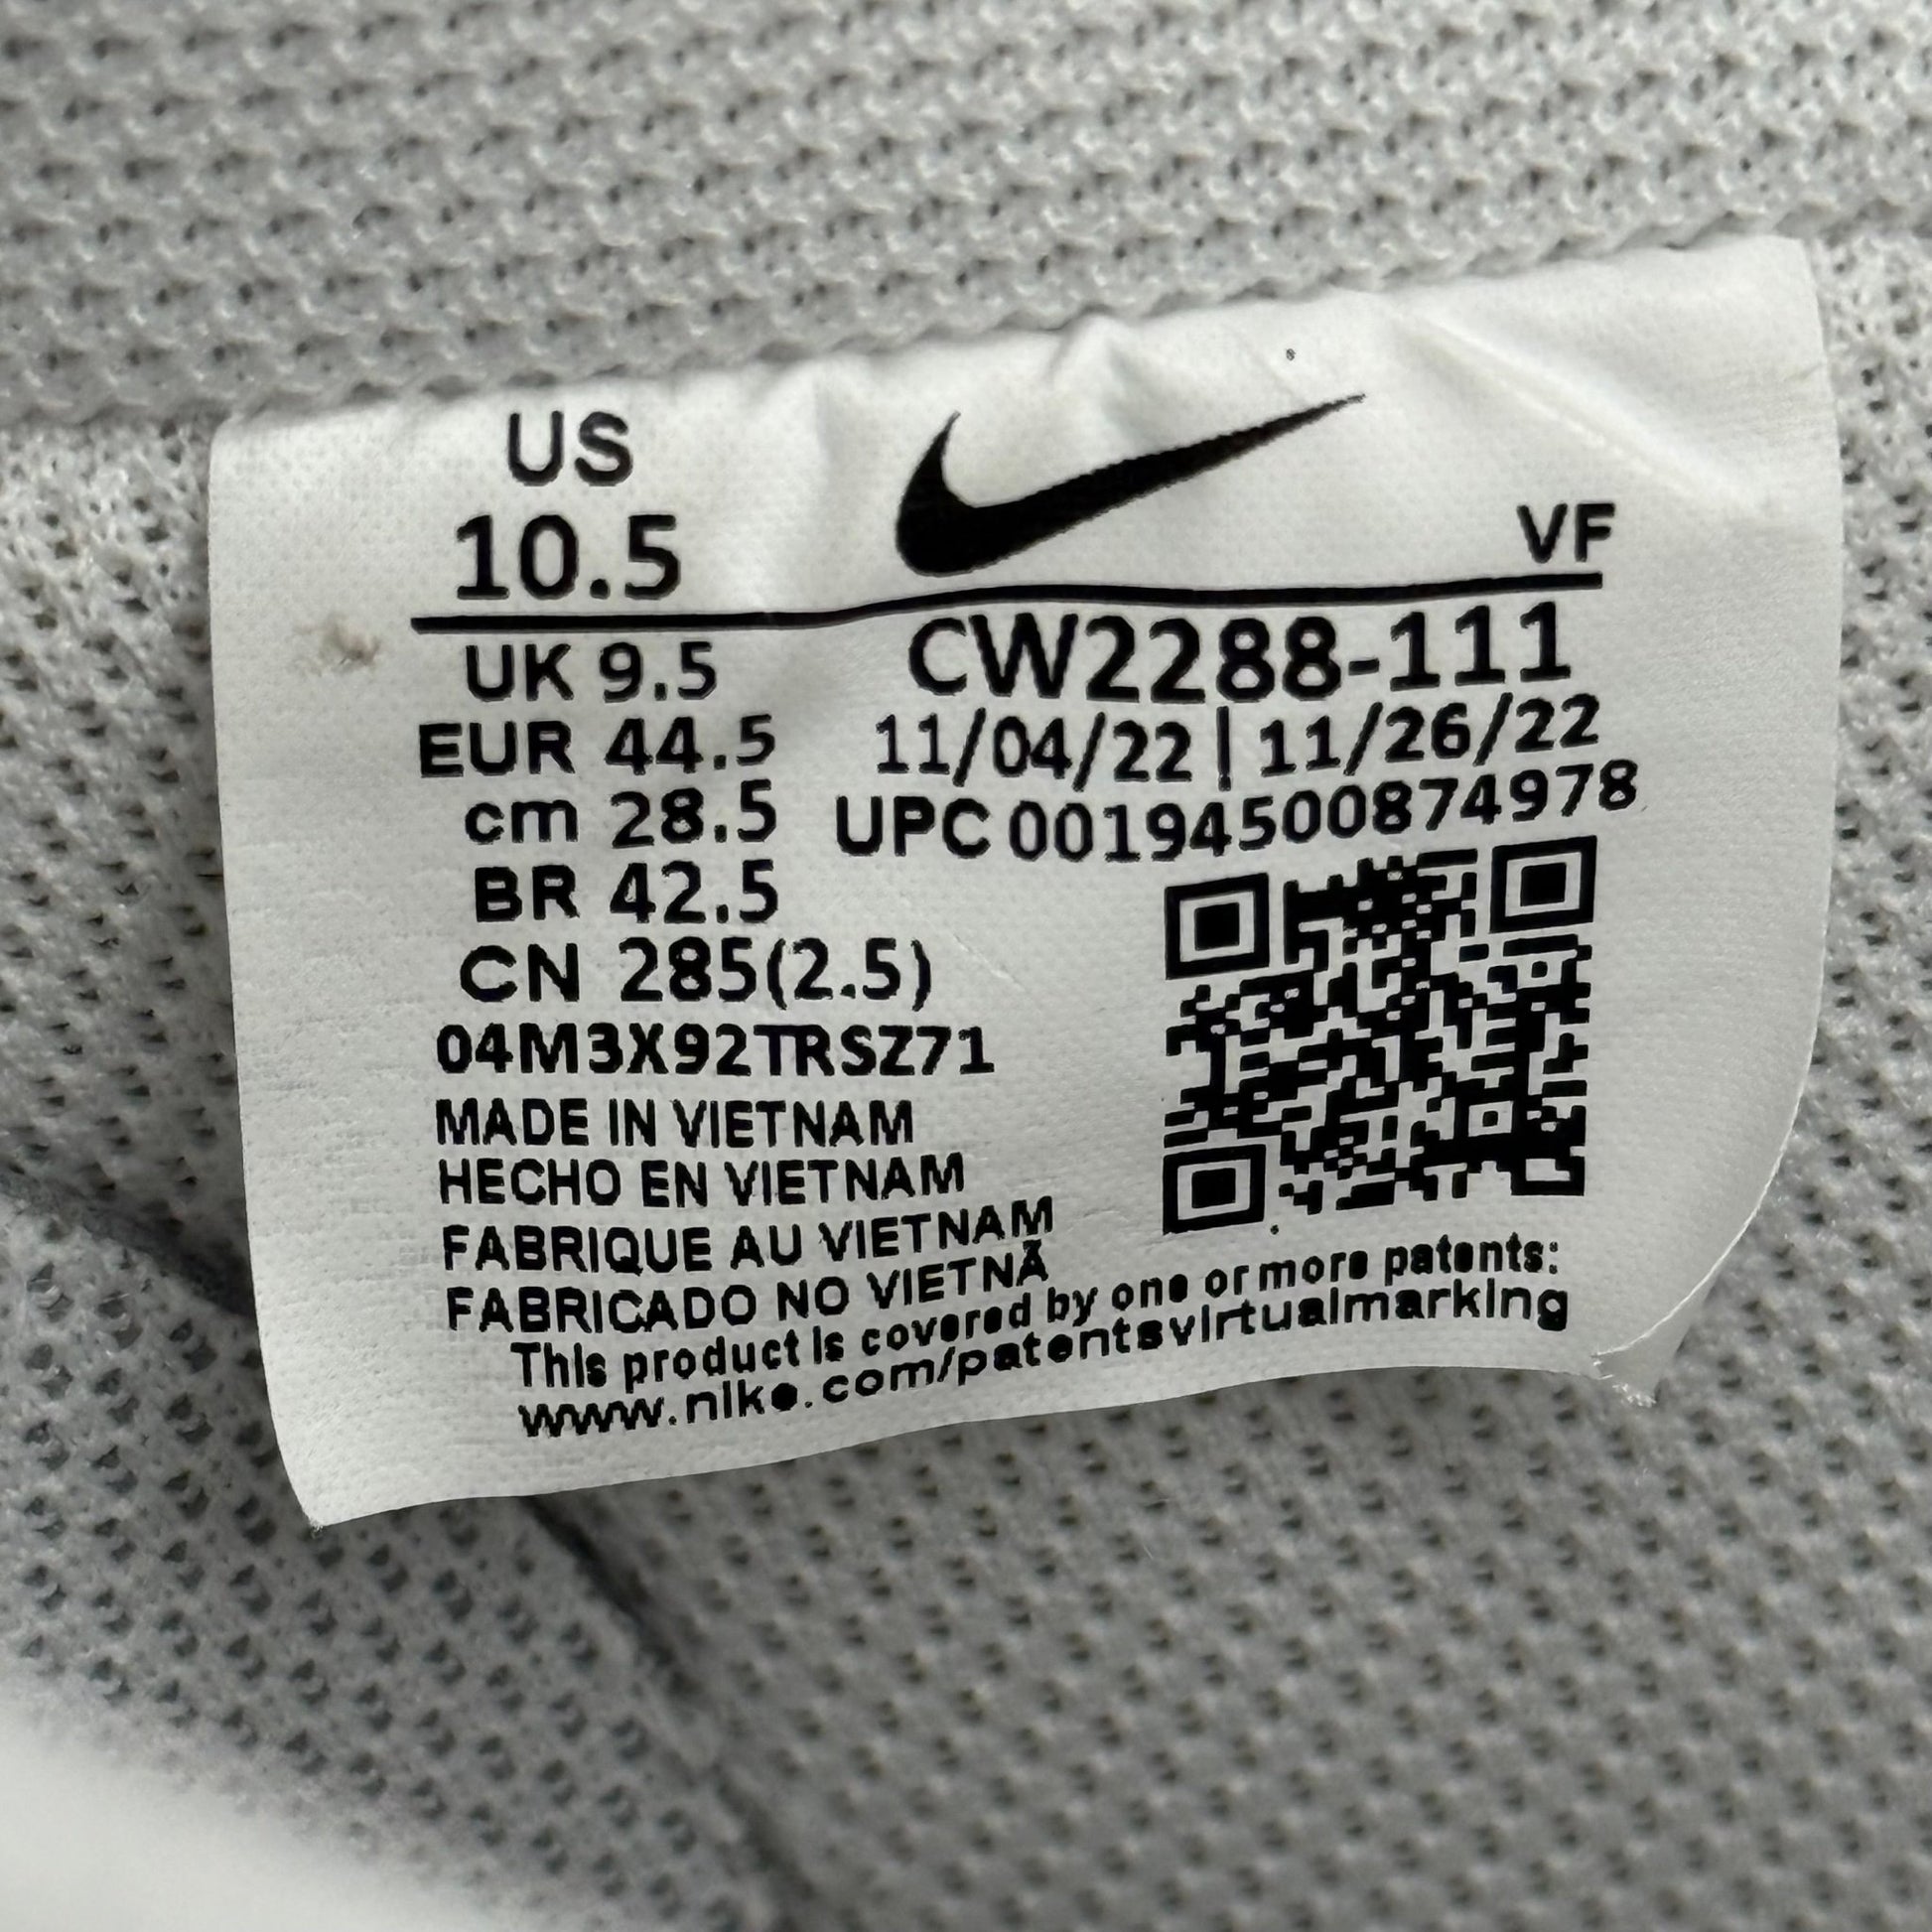 US
10.5
VF
UK 9.5
CW2288-111
EUR 44.5
11/04/22 | 11/26/22
cm 28.5
UPC 00194500874978
BR 42.5
CN 285(2.5)
04M3X92TRSZ71
MADE IN VIETNAM
HECHO EN VIETNAM
FABRIQUE AU VIETNAM
FABRICADO NO VIETNÃ
This product is covered by one or more patents:
www.nike.com/patentsvirtualmarking